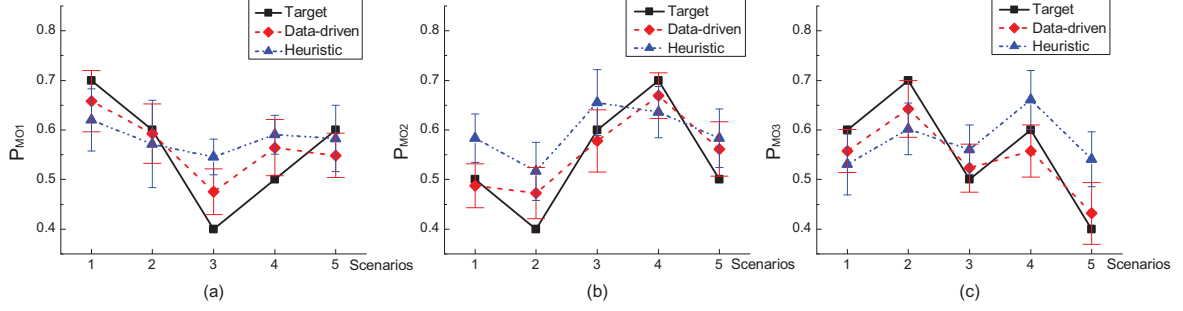 Target
Data-driven
Heuristic
0.8
0.7
0.6
0.5
0.4
PMO1
1 2 3 4 5 Scenarios
(a)
Target
Data-driven
Heuristic
0.8
0.7
0.6
0.5
0.4
PMO2
1 2 3 4 5 Scenarios
(b)
Target
Data-driven
Heuristic
0.8
0.7
0.6
0.5
0.4
PMO3
1 2 3 4 5 Scenarios
(c)